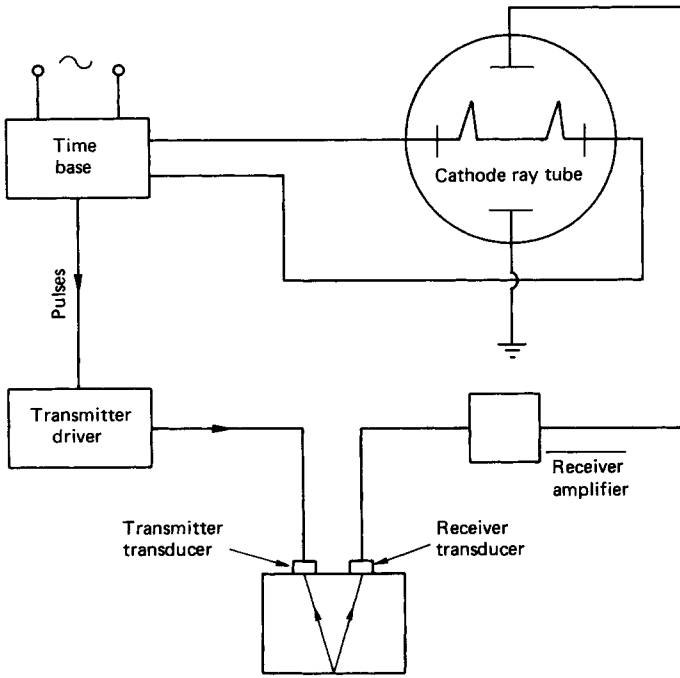 Time
base
Cathode ray tube
Pulses
Transmitter
driver
Receiver
amplifier
Transmitter
transducer
Receiver
transducer